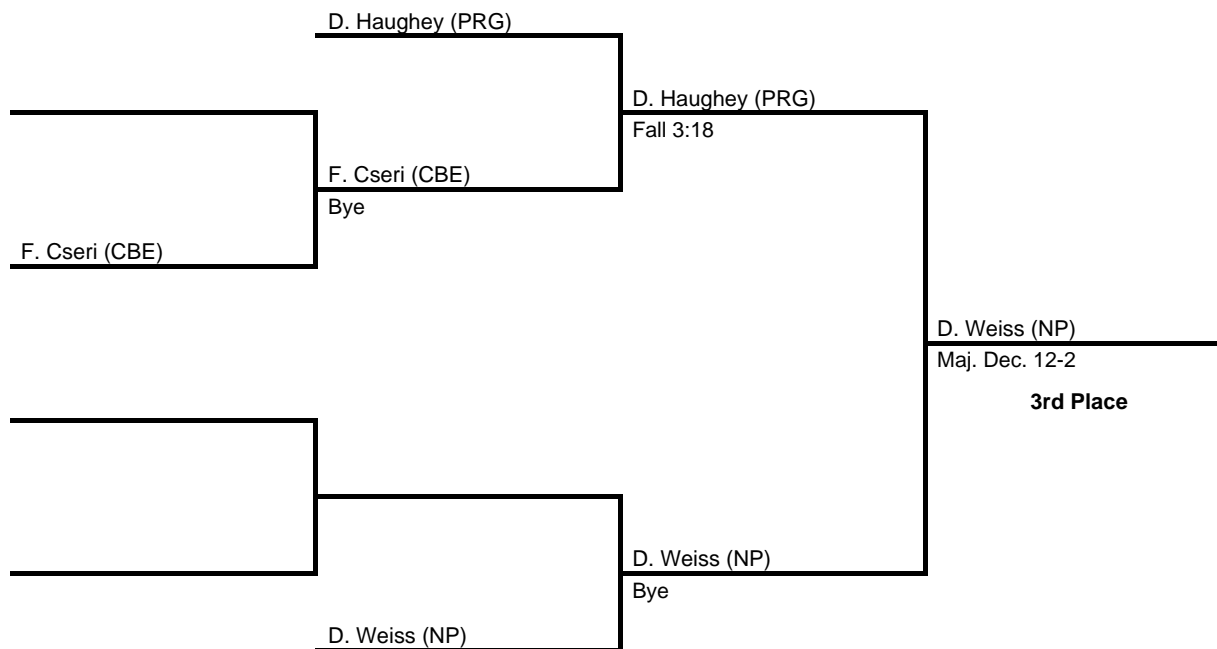 D. Haughey (PRG)
D. Haughey (PRG)
Fall 3:18
F. Cseri (CBE)
Bye
F. Cseri (CBE)
D. Weiss (NP)
Maj. Dec. 12-2
3rd Place
D. Weiss (NP)
Bye
D. Weiss (NP)